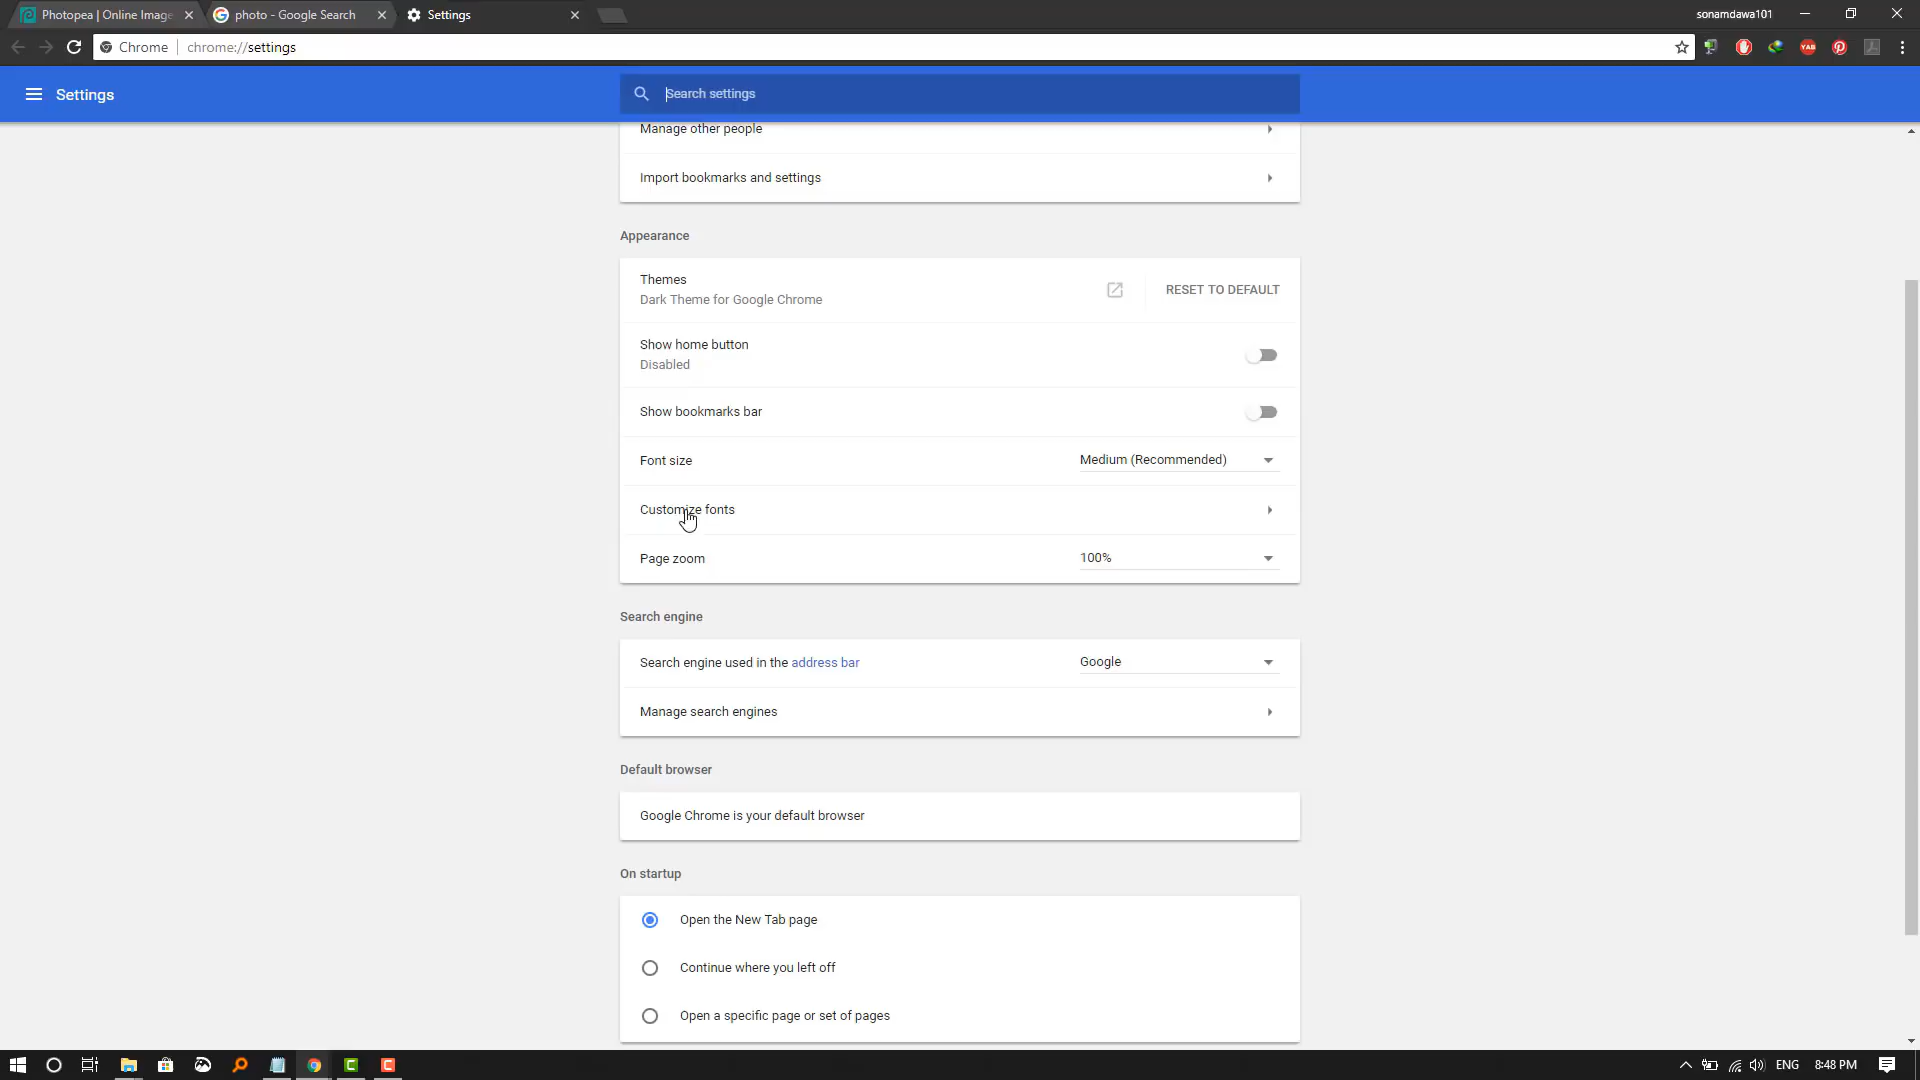 Photopea | Online Image
photo - Google Search
Settings
sonamdawa101
Chrome
chrome://settings
YAB
Settings
Search settings
Manage other people
Import bookmarks and settings
Appearance
Themes
Dark Theme for Google Chrome
RESET TO DEFAULT
Show home button
Disabled
Show bookmarks bar
Font size
Medium (Recommended)
Customize fonts
Page zoom
100%
Search engine
Search engine used in the address bar
Google
Manage search engines
Default browser
Google Chrome is your default browser
On startup
Open the New Tab page
Continue where you left off
Open a specific page or set of pages
ENG
8:48 PM